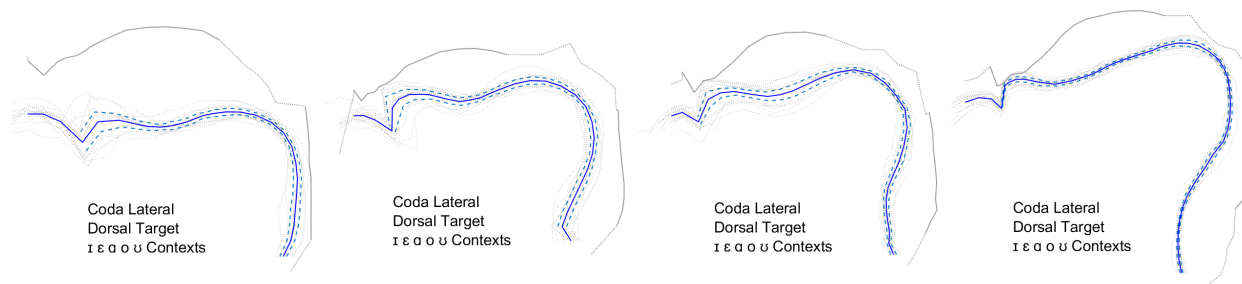 Coda Lateral
Dorsal Target
ɪ ɛ ɑ o ʊ Contexts
Coda Lateral
Dorsal Target
ɪ ɛ ɑ o ʊ Contexts
Coda Lateral
Dorsal Target
ɪ ɛ ɑ o ʊ Contexts
Coda Lateral
Dorsal Target
ɪ ɛ ɑ o ʊ Contexts